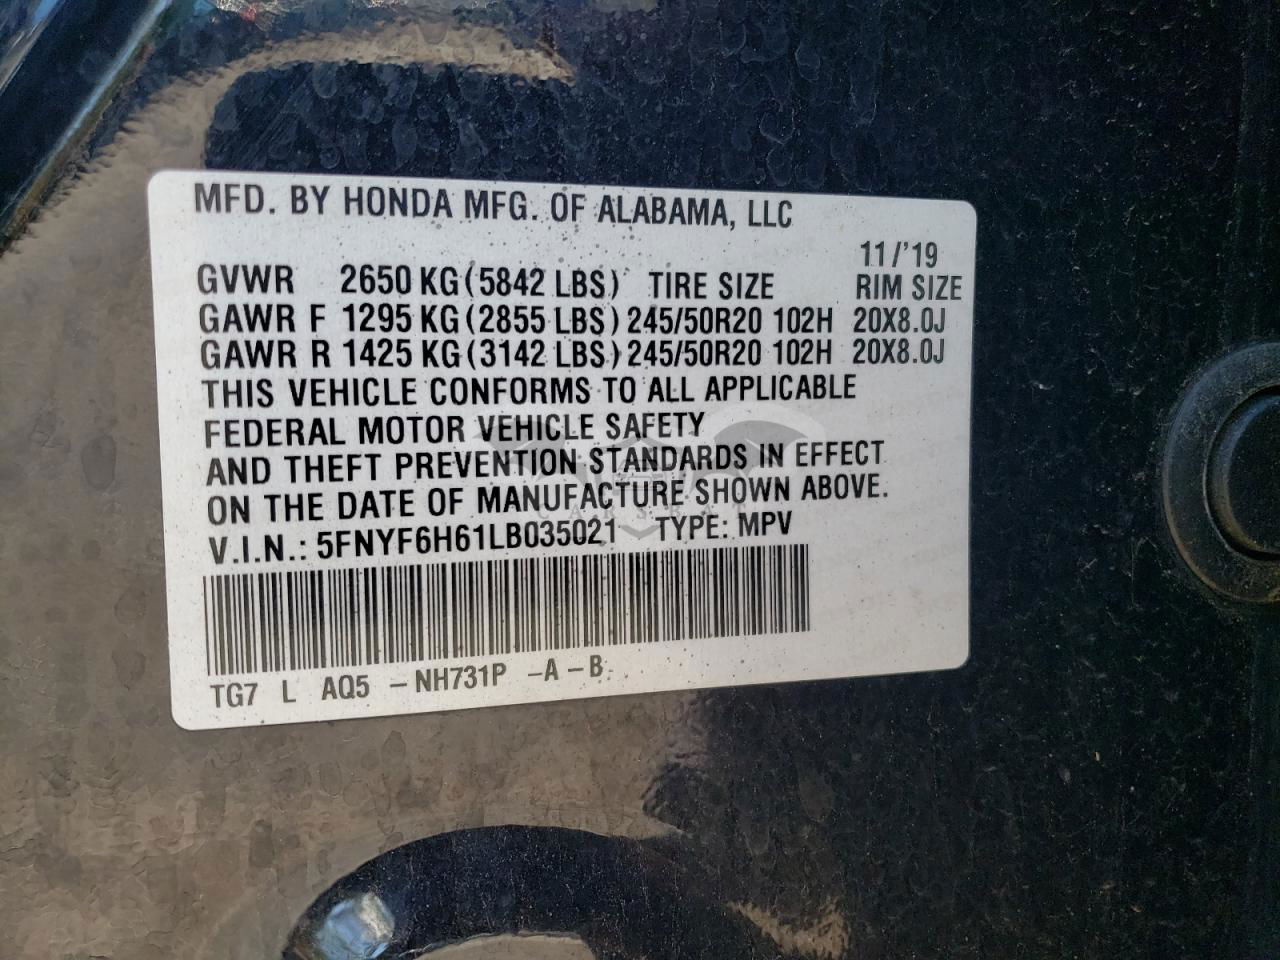 MFD. BY HONDA MFG. OF ALABAMA, LLC
11/'19
GVWR 2650 KG (5842 LBS) TIRE SIZE RIM SIZE
GAWR F 1295 KG (2855 LBS) 245/50R20 102H 20X8.0J
GAWR R 1425 KG (3142 LBS) 245/50R20 102H 20X8.0J
THIS VEHICLE CONFORMS TO ALL APPLICABLE
FEDERAL MOTOR VEHICLE SAFETY
AND THEFT PREVENTION STANDARDS IN EFFECT
ON THE DATE OF MANUFACTURE SHOWN ABOVE.
CARSBAT
V.I.N.: 5FNYF6H61LB035021 TYPE: MPV
TG7 L AQ5 -NH731P -A-B